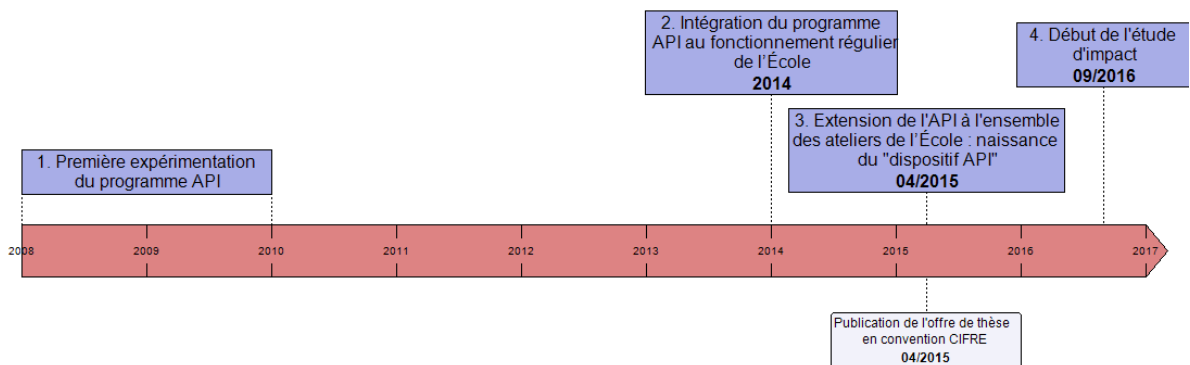 2. Intégration du programme
API au fonctionnement régulier
de l’École
2014
4. Début de l'étude
d'impact
09/2016
3. Extension de l'API à l'ensemble
des ateliers de l’École : naissance
du "dispositif API"
04/2015
1. Première expérimentation
du programme API
2008 2009 2010 2011 2012 2013 2014 2015 2016 2017
Publication de l'offre de thèse
en convention CIFRE
04/2015